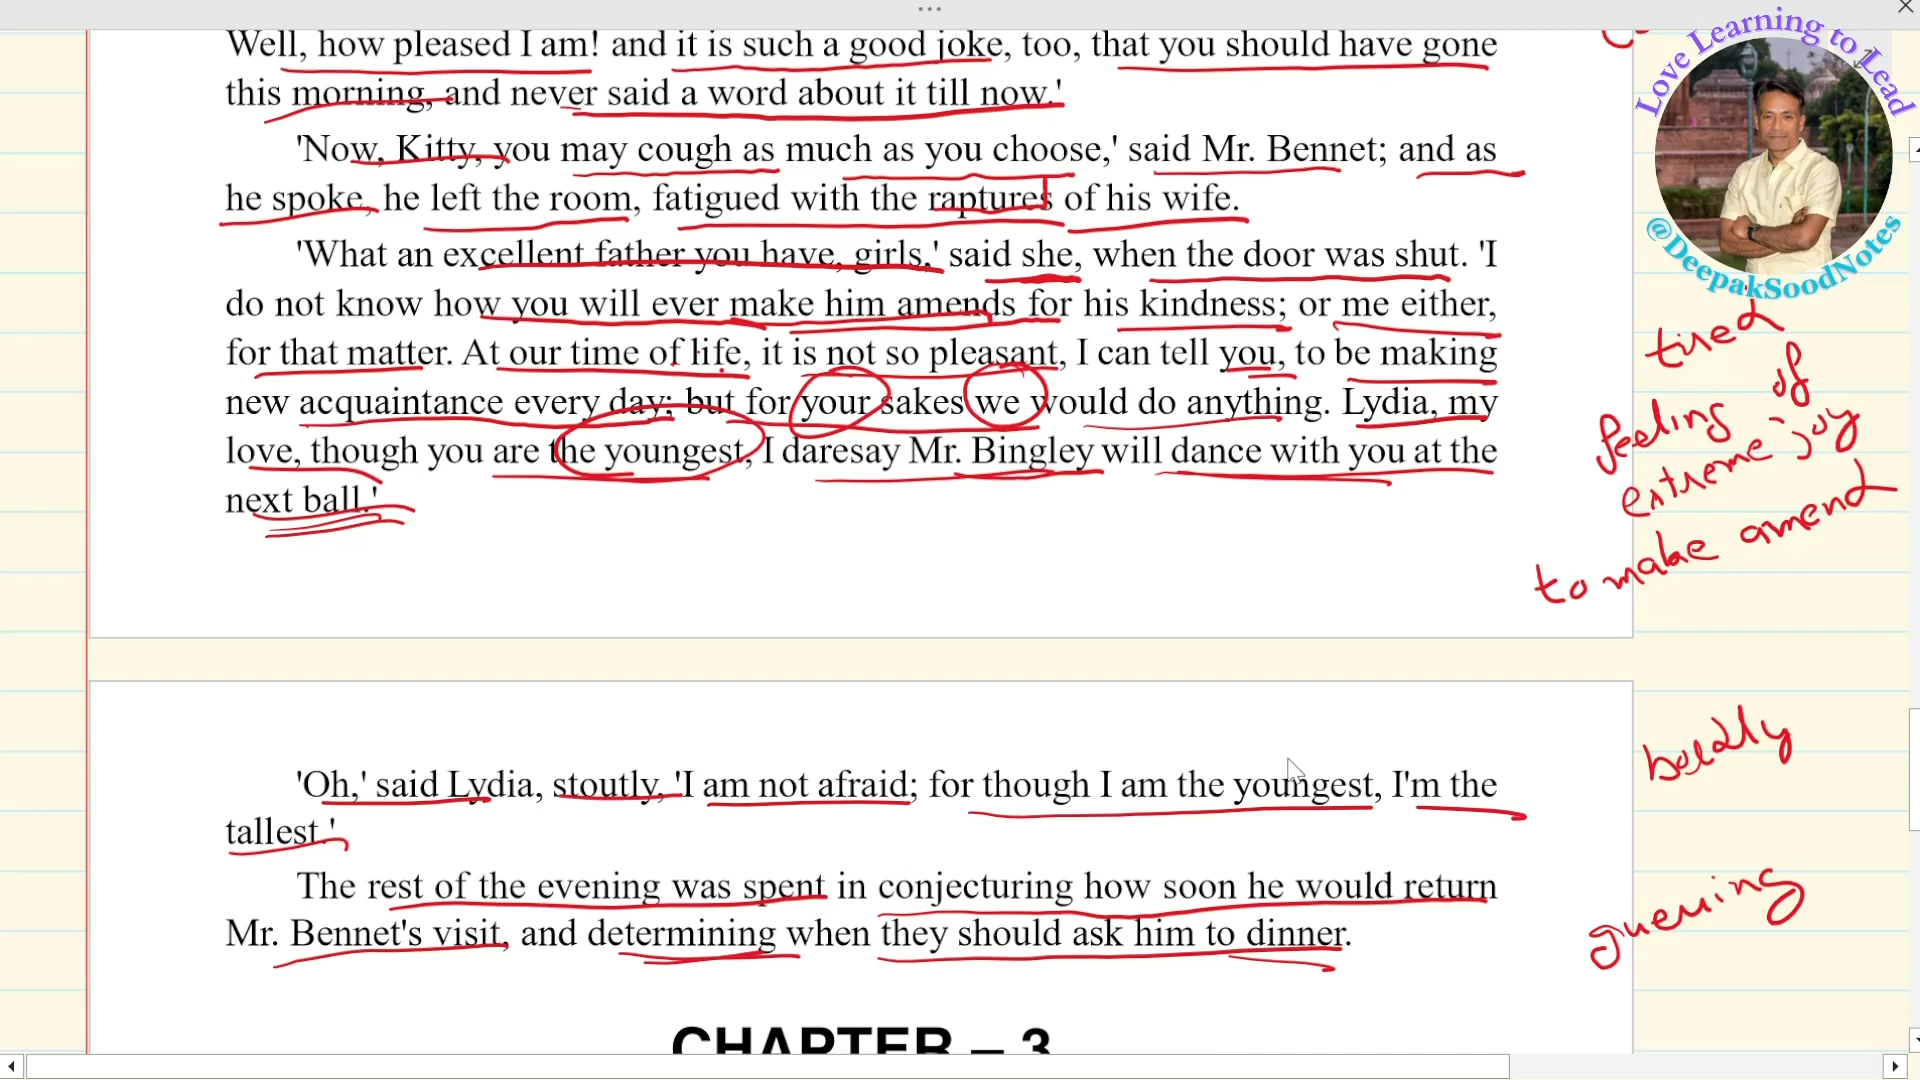 Well, how pleased I am! and it is such a good joke, too, that you should have gone
this morning, and never said a word about it till now.'
'Now, Kitty, you may cough as much as you choose,' said Mr. Bennet; and as
he spoke, he left the room, fatigued with the raptures of his wife.
'What an excellent father you have, girls,' said she, when the door was shut. 'I
do not know how you will ever make him amends for his kindness; or me either,
for that matter. At our time of life, it is not so pleasant, I can tell you, to be making
new acquaintance every day; but for your sakes we would do anything. Lydia, my
love, though you are the youngest, I daresay Mr. Bingley will dance with you at the
next ball.'
'Oh,' said Lydia, stoutly, 'I am not afraid; for though I am the youngest, I'm the
tallest.'
The rest of the evening was spent in conjecturing how soon he would return
Mr. Bennet's visit, and determining when they should ask him to dinner.
CHAPTER – 3
Love Learning to Lead
@DeepakSoodNotes
tired
of
feeling
extreme joy
to make amend
boldly
guessing